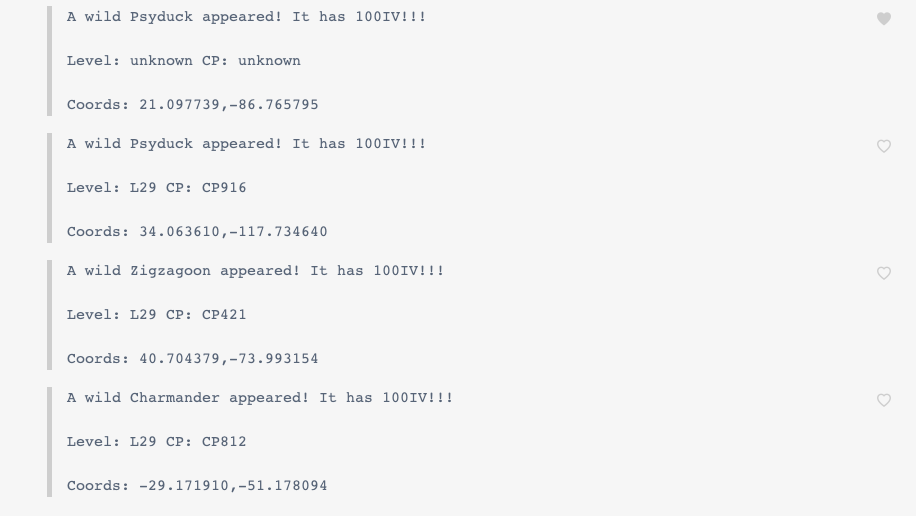 A wild Psyduck appeared! It has 100IV!!!
Level: unknown CP: unknown
Coords: 21.097739,-86.765795
A wild Psyduck appeared! It has 100IV!!!
Level: L29 CP: CP916
Coords: 34.063610,-117.734640
A wild Zigzagoon appeared! It has 100IV!!!
Level: L29 CP: CP421
Coords: 40.704379,-73.993154
A wild Charmander appeared! It has 100IV!!!
Level: L29 CP: CP812
Coords: -29.171910,-51.178094